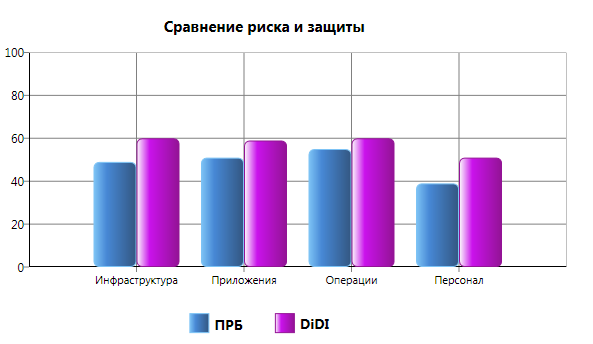 Сравнение риска и защиты
100
80
60
40
20
0
Инфраструктура Приложения Операции Персонал
ПРБ DiDI